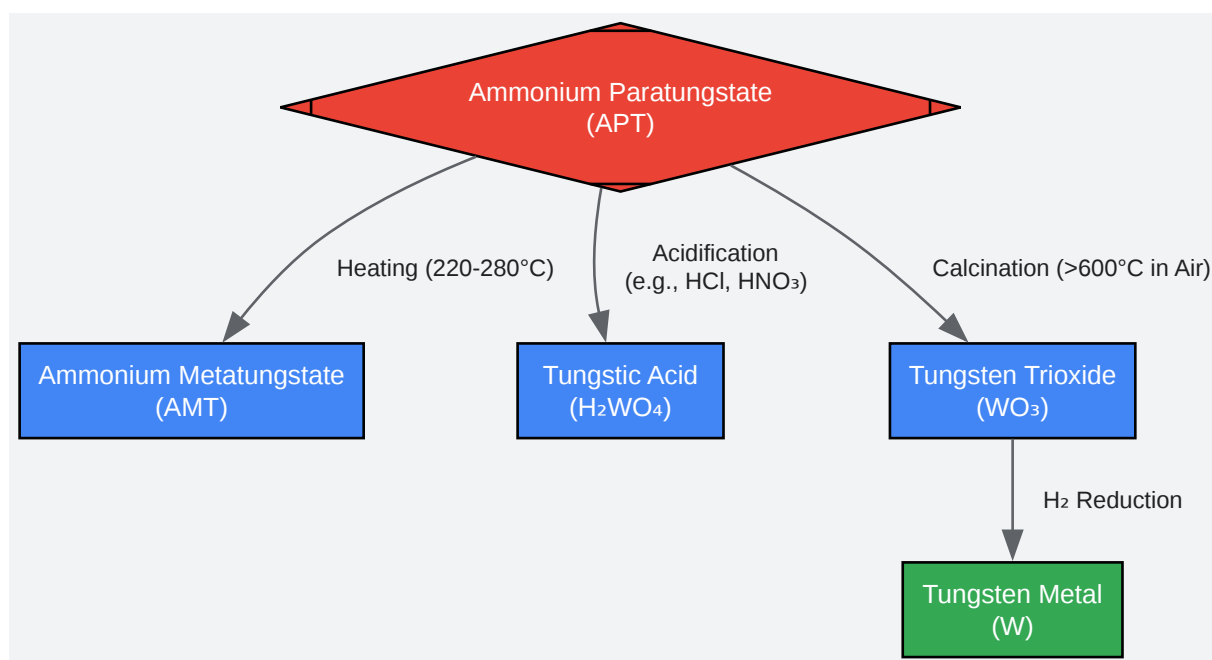 Ammonium Paratungstate
(APT)
Heating (220-280°C)
Acidification
(e.g., HCl, HNO₃)
Calcination (>600°C in Air)
Ammonium Metatungstate
(AMT)
Tungstic Acid
(H₂WO₄)
Tungsten Trioxide
(WO₃)
H₂ Reduction
Tungsten Metal
(W)